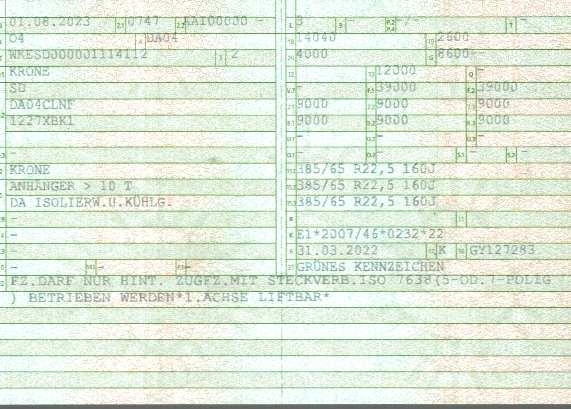 01.08.2023 0747 KAI00000 -
04 DA04
WKESD000001114112 2
KRONE
SD
DA04CLNF
1227XBK1
-
-
KRONE
ANHÄNGER > 10 T
DA ISOLIERW.U.KÜHLG.
-
-
-
- - -
3 - -/- -
14040 2600
4000 8600--
- 12000 -
- 39000 39000
9000 9000 9000
9000 9000 9000
- - -
- - -
385/65 R22,5 160J
385/65 R22,5 160J
385/65 R22,5 160J
-
E1*2007/46*0232*22
31.03.2022 K GY127283
GRÜNES KENNZEICHEN
FZ.DARF NUR HINT. ZUGFZ.MIT STECKVERB.ISO 7638(5-OD.7-POLIG
) BETRIEBEN WERDEN*1.ACHSE LIFTBAR*